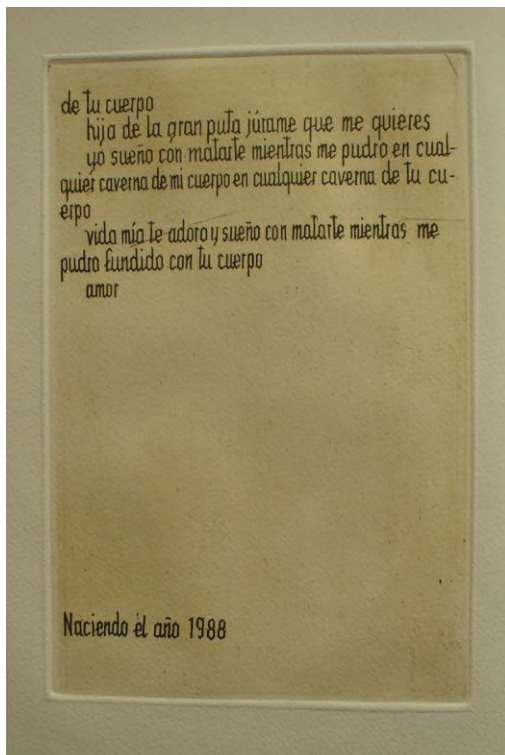 de tu cuerpo
hija de la gran puta júrame que me quieres
yo sueño con matarte mientras me pudro en cual-
quier caverna de mi cuerpo en cualquier caverna de tu cu-
erpo
vida mía te adoro y sueño con matarte mientras me
pudro fundido con tu cuerpo
amor
Naciendo el año 1988